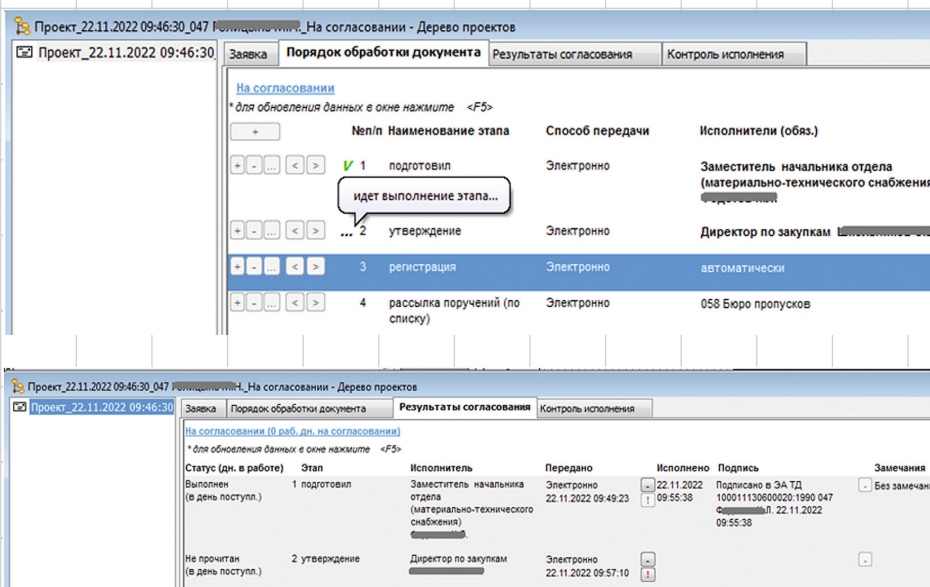 Проект_22.11.2022 09:46:30_047 _На согласовании - Дерево проектов
Проект_22.11.2022 09:46:30_
Заявка Порядок обработки документа Результаты согласования Контроль исполнения
На согласовании
* для обновления данных в окне нажмите <F5>
+ №п/п Наименование этапа Способ передачи Исполнители (обяз.)
+ - ... < > V 1 подготовил Электронно Заместитель начальника отдела
(материально-технического снабжения
идет выполнение этапа...
+ - ... < > ... 2 утверждение Электронно Директор по закупкам
+ - ... < > 3 регистрация Электронно автоматически
+ - ... < > 4 рассылка поручений (по Электронно 058 Бюро пропусков
списку)
Проект_22.11.2022 09:46:30_047 Н._На согласовании - Дерево проектов
Проект_22.11.2022 09:46:30
Заявка Порядок обработки документа Результаты согласования Контроль исполнения
На согласовании (0 раб. дн. на согласовании)
* для обновления данных в окне нажмите <F5>
Статус (дн. в работе) Этап Исполнитель Передано Исполнено Подпись Замечания
Выполнен 1 подготовил Заместитель начальника Электронно .. 22.11.2022 Подписано в ЭА ТД .. Без замечан
(в день поступл.) отдела 22.11.2022 09:49:23 ! 09:55:38 100011130600020:1990 047
(материально-технического Л. 22.11.2022
снабжения) 09:55:38
Не прочитан 2 утверждение Директор по закупкам Электронно .. ..
(в день поступл.) 22.11.2022 09:57:10 !